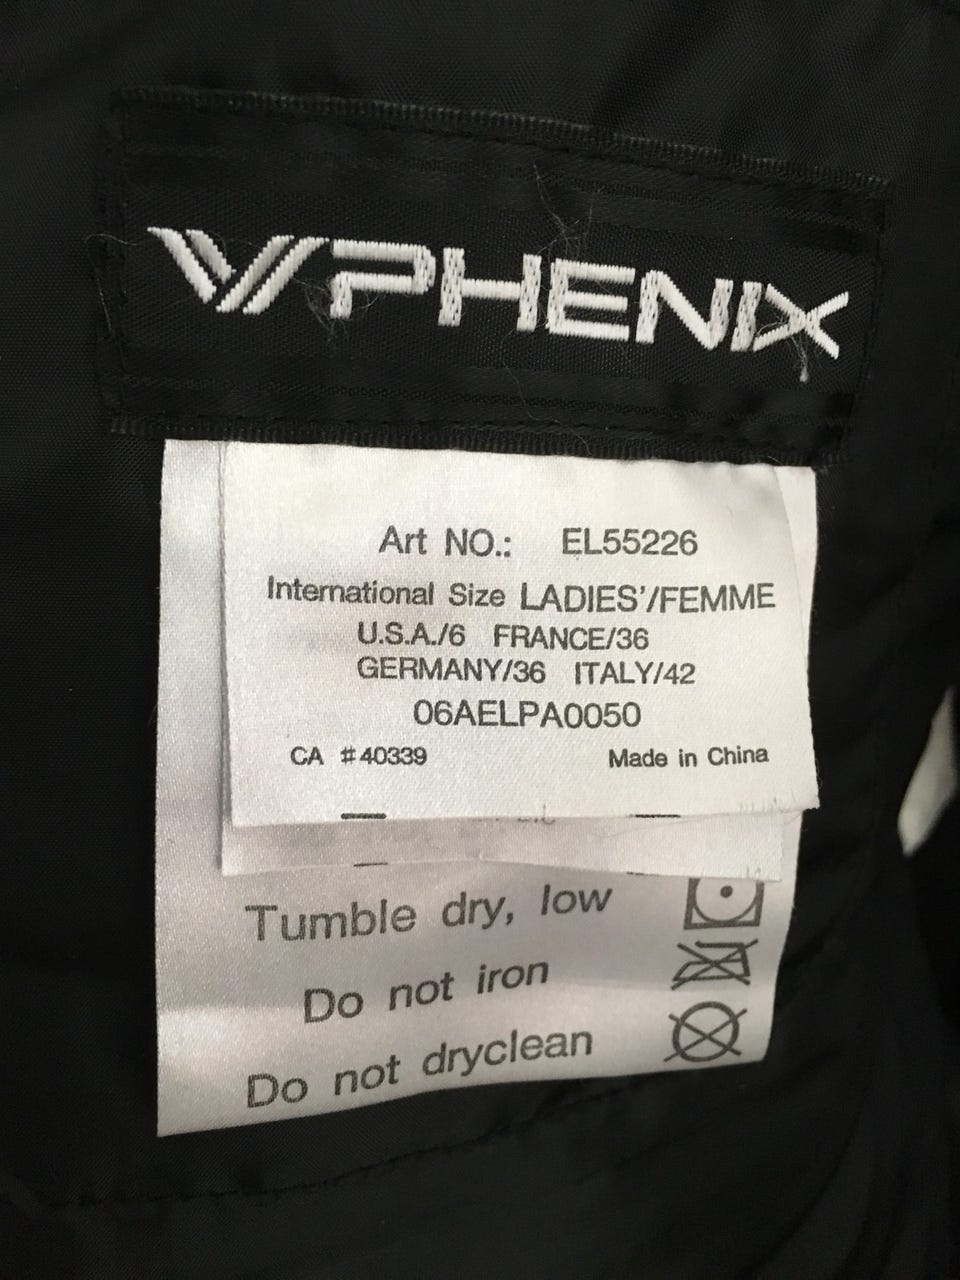 PHENIX
Art NO.: EL55226
International Size LADIES'/FEMME
U.S.A./6 FRANCE/36
GERMANY/36 ITALY/42
06AELPA0050
CA #40339 Made in China
Tumble dry, low
Do not iron
Do not dryclean